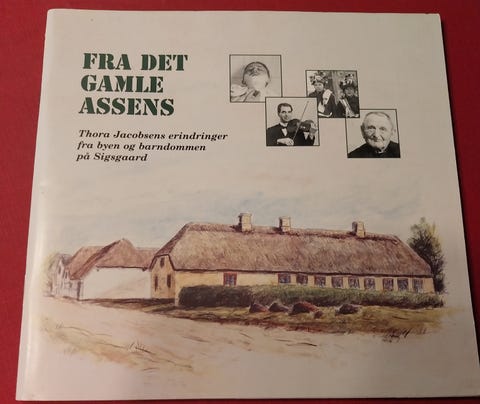 FRA DET
GAMLE
ASSENS
Thora Jacobsens erindringer
fra byen og barndommen
på Sigsgaard